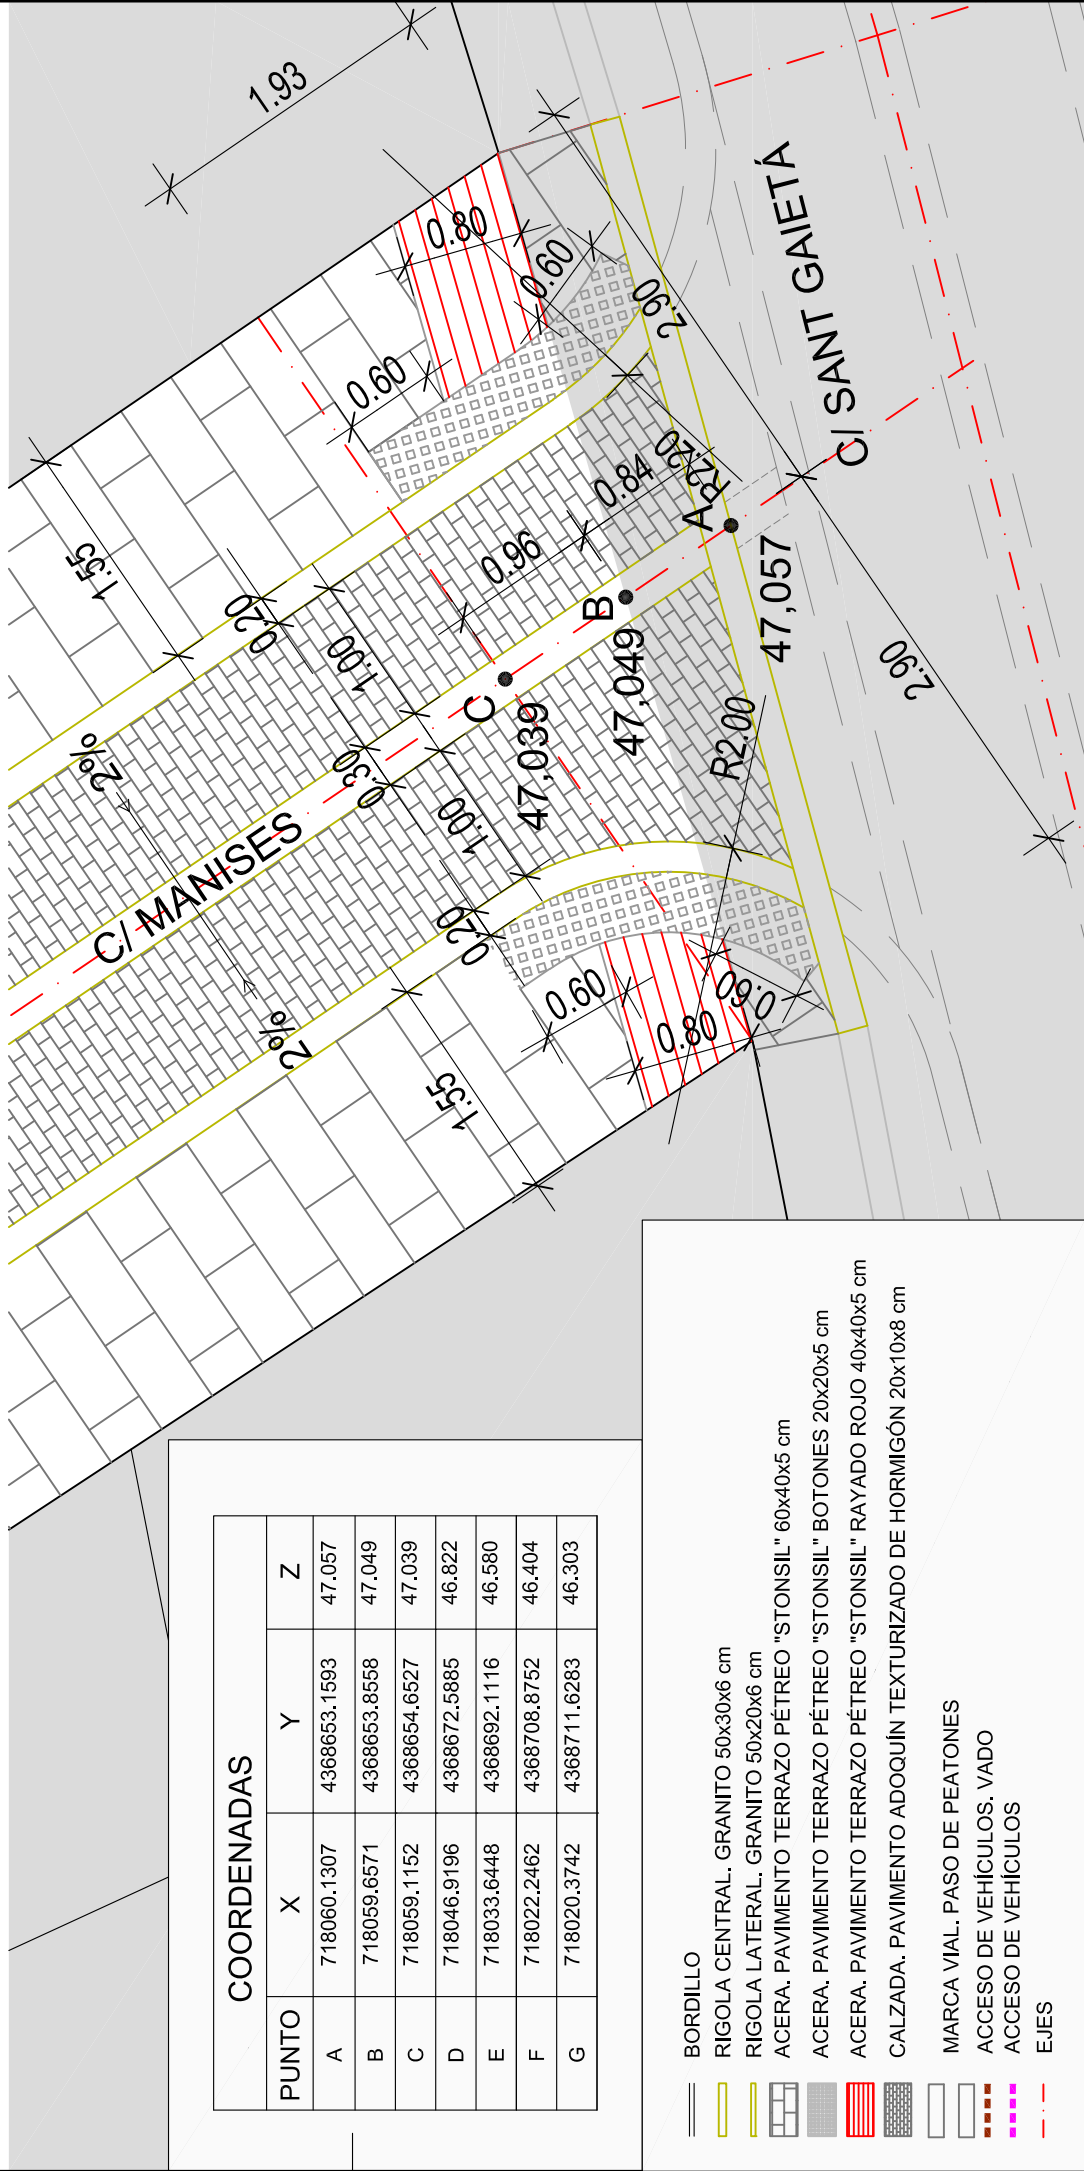 1.93
0.80
0.60
0.60
2.90
C/ SANT GAIETÁ
1.55
0.20
1.00
0.96
0.84
R2.20
A
47,057
B
47,049
C
47,039
2%
C/ MANISES
0.30
1.00
R2.00
2.90
0.20
2%
0.60
0.80
0.60
1.55
COORDENADAS
PUNTO X Y Z
A 718060.1307 4368653.1593 47.057
B 718059.6571 4368653.8558 47.049
C 718059.1152 4368654.6527 47.039
D 718046.9196 4368672.5885 46.822
E 718033.6448 4368692.1116 46.580
F 718022.2462 4368708.8752 46.404
G 718020.3742 4368711.6283 46.303
BORDILLO
RIGOLA CENTRAL. GRANITO 50x30x6 cm
RIGOLA LATERAL. GRANITO 50x20x6 cm
ACERA. PAVIMENTO TERRAZO PÉTREO "STONSIL" 60x40x5 cm
ACERA. PAVIMENTO TERRAZO PÉTREO "STONSIL" BOTONES 20x20x5 cm
ACERA. PAVIMENTO TERRAZO PÉTREO "STONSIL" RAYADO ROJO 40x40x5 cm
CALZADA. PAVIMENTO ADOQUÍN TEXTURIZADO DE HORMIGÓN 20x10x8 cm
MARCA VIAL. PASO DE PEATONES
ACCESO DE VEHÍCULOS. VADO
ACCESO DE VEHÍCULOS
EJES